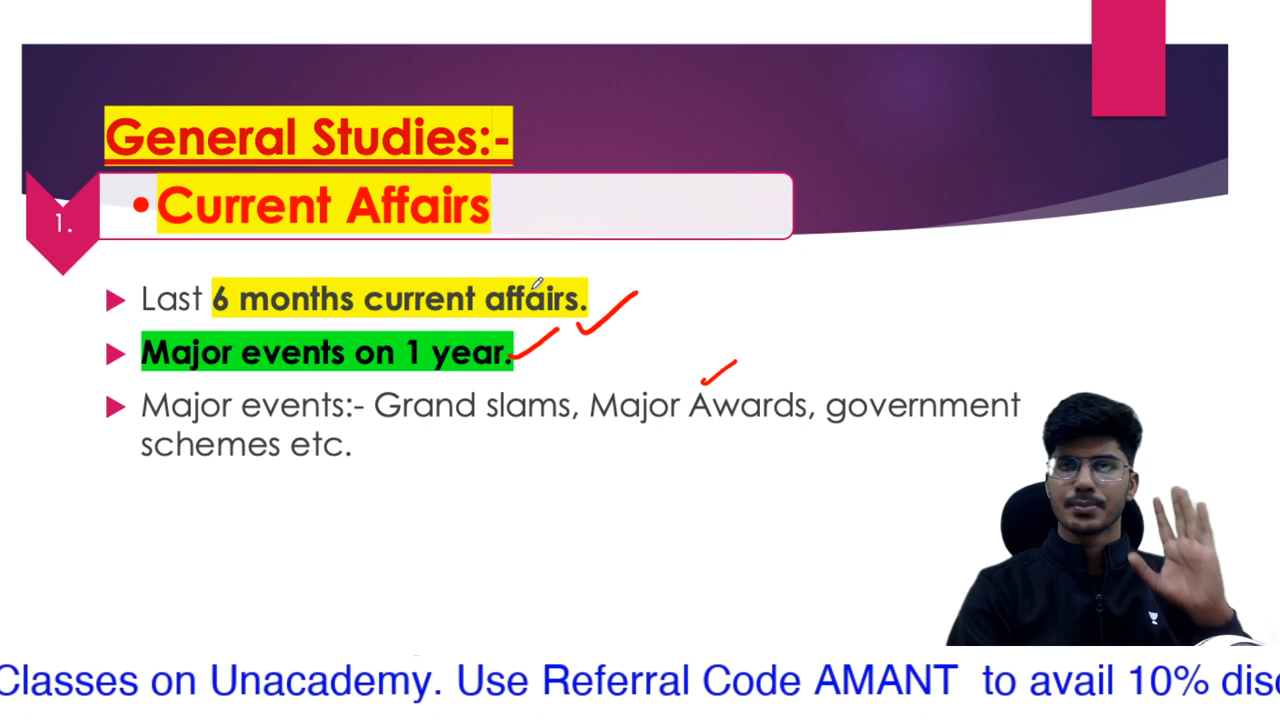 General Studies:-
1.
•Current Affairs
Last 6 months current affairs.
Major events on 1 year.
Major events:- Grand slams, Major Awards, government
schemes etc.
Classes on Unacademy. Use Referral Code AMANT to avail 10% disc